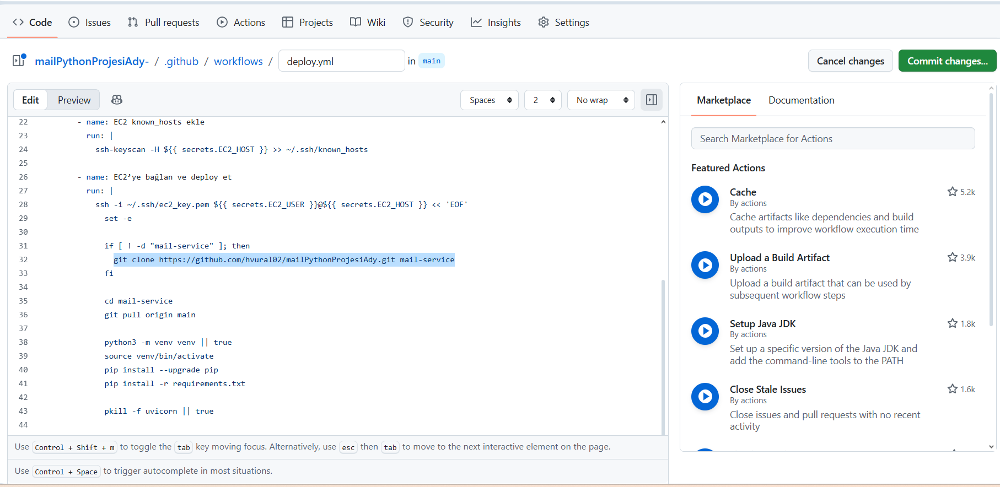 Code Issues Pull requests Actions Projects Wiki Security Insights Settings
mailPythonProjesiAdy- / .github / workflows / deploy.yml in main Cancel changes Commit changes...
Edit Preview Spaces 2 No wrap
22 - name: EC2 known_hosts ekle
23 run: |
24 ssh-keyscan -H ${{ secrets.EC2_HOST }} >> ~/.ssh/known_hosts
25
26 - name: EC2’ye bağlan ve deploy et
27 run: |
28 ssh -i ~/.ssh/ec2_key.pem ${{ secrets.EC2_USER }}@${{ secrets.EC2_HOST }} << 'EOF'
29 set -e
30
31 if [ ! -d "mail-service" ]; then
32 git clone https://github.com/hvural02/mailPythonProjesiAdy.git mail-service
33 fi
34
35 cd mail-service
36 git pull origin main
37
38 python3 -m venv venv || true
39 source venv/bin/activate
40 pip install --upgrade pip
41 pip install -r requirements.txt
42
43 pkill -f uvicorn || true
44
Use Control + Shift + m to toggle the tab key moving focus. Alternatively, use esc then tab to move to the next interactive element on the page.
Use Control + Space to trigger autocomplete in most situations.
Marketplace Documentation
Search Marketplace for Actions
Featured Actions
Cache 5.2k
By actions
Cache artifacts like dependencies and build
outputs to improve workflow execution time
Upload a Build Artifact 3.9k
By actions
Upload a build artifact that can be used by
subsequent workflow steps
Setup Java JDK 1.8k
By actions
Set up a specific version of the Java JDK and
add the command-line tools to the PATH
Close Stale Issues 1.6k
By actions
Close issues and pull requests with no recent
activity